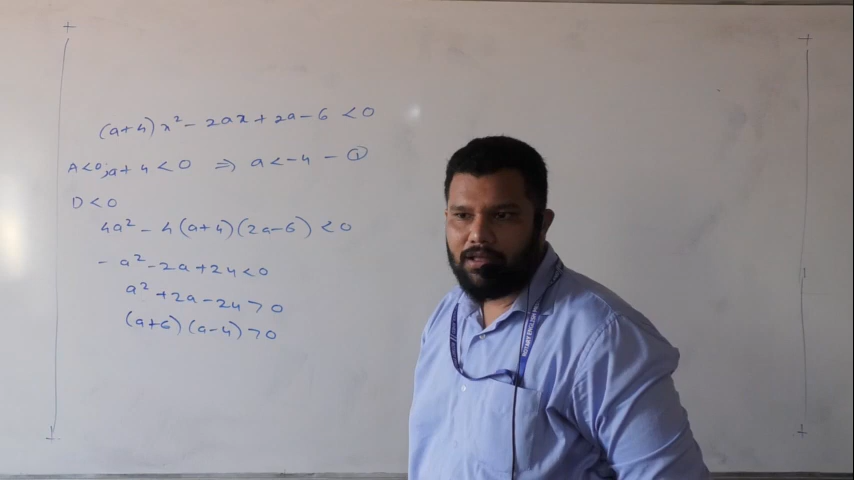 (a+4)x² - 2ax + 2a - 6 < 0
A<0; a+4 < 0 ⇒ a < -4 - ①
D < 0
4a² - 4(a+4)(2a-6) < 0
- a² - 2a + 24 < 0
a² + 2a - 24 > 0
(a+6)(a-4) > 0